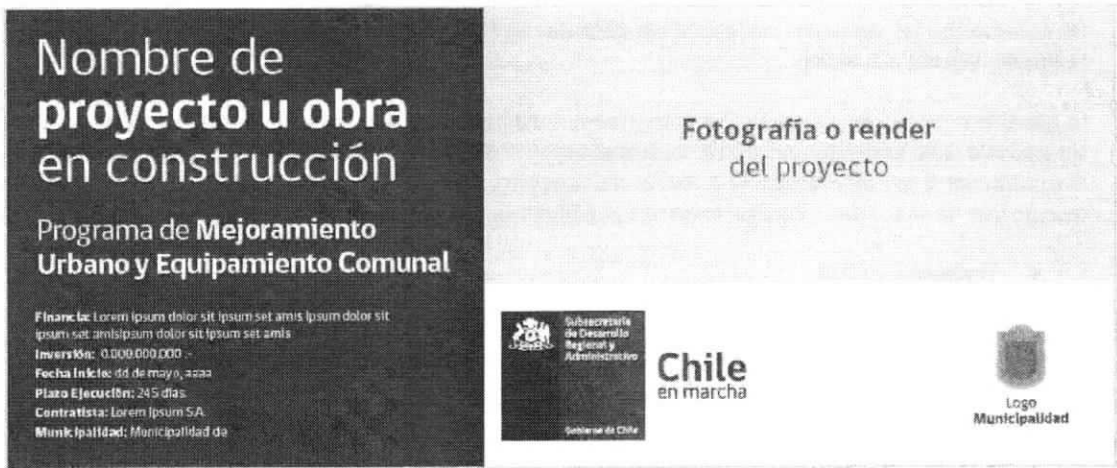 Nombre de
proyecto u obra
en construcción
Programa de Mejoramiento
Urbano y Equipamiento Comunal
Financia: Lorem ipsum dolor sit ipsum set amis ipsum dolor sit
ipsum set amisipsum dolor sit ipsum set amis
Inversión: 0.000.000.000 .-
Fecha Inicio: dd de mayo, aaaa
Plazo Ejecución: 245 días.
Contratista: Lorem Ipsum S.A.
Municipalidad: Municipalidad de
Fotografía o render
del proyecto
Subsecretaría
de Desarrollo
Regional y
Administrativo
Gobierno de Chile
Chile
en marcha
Logo
Municipalidad